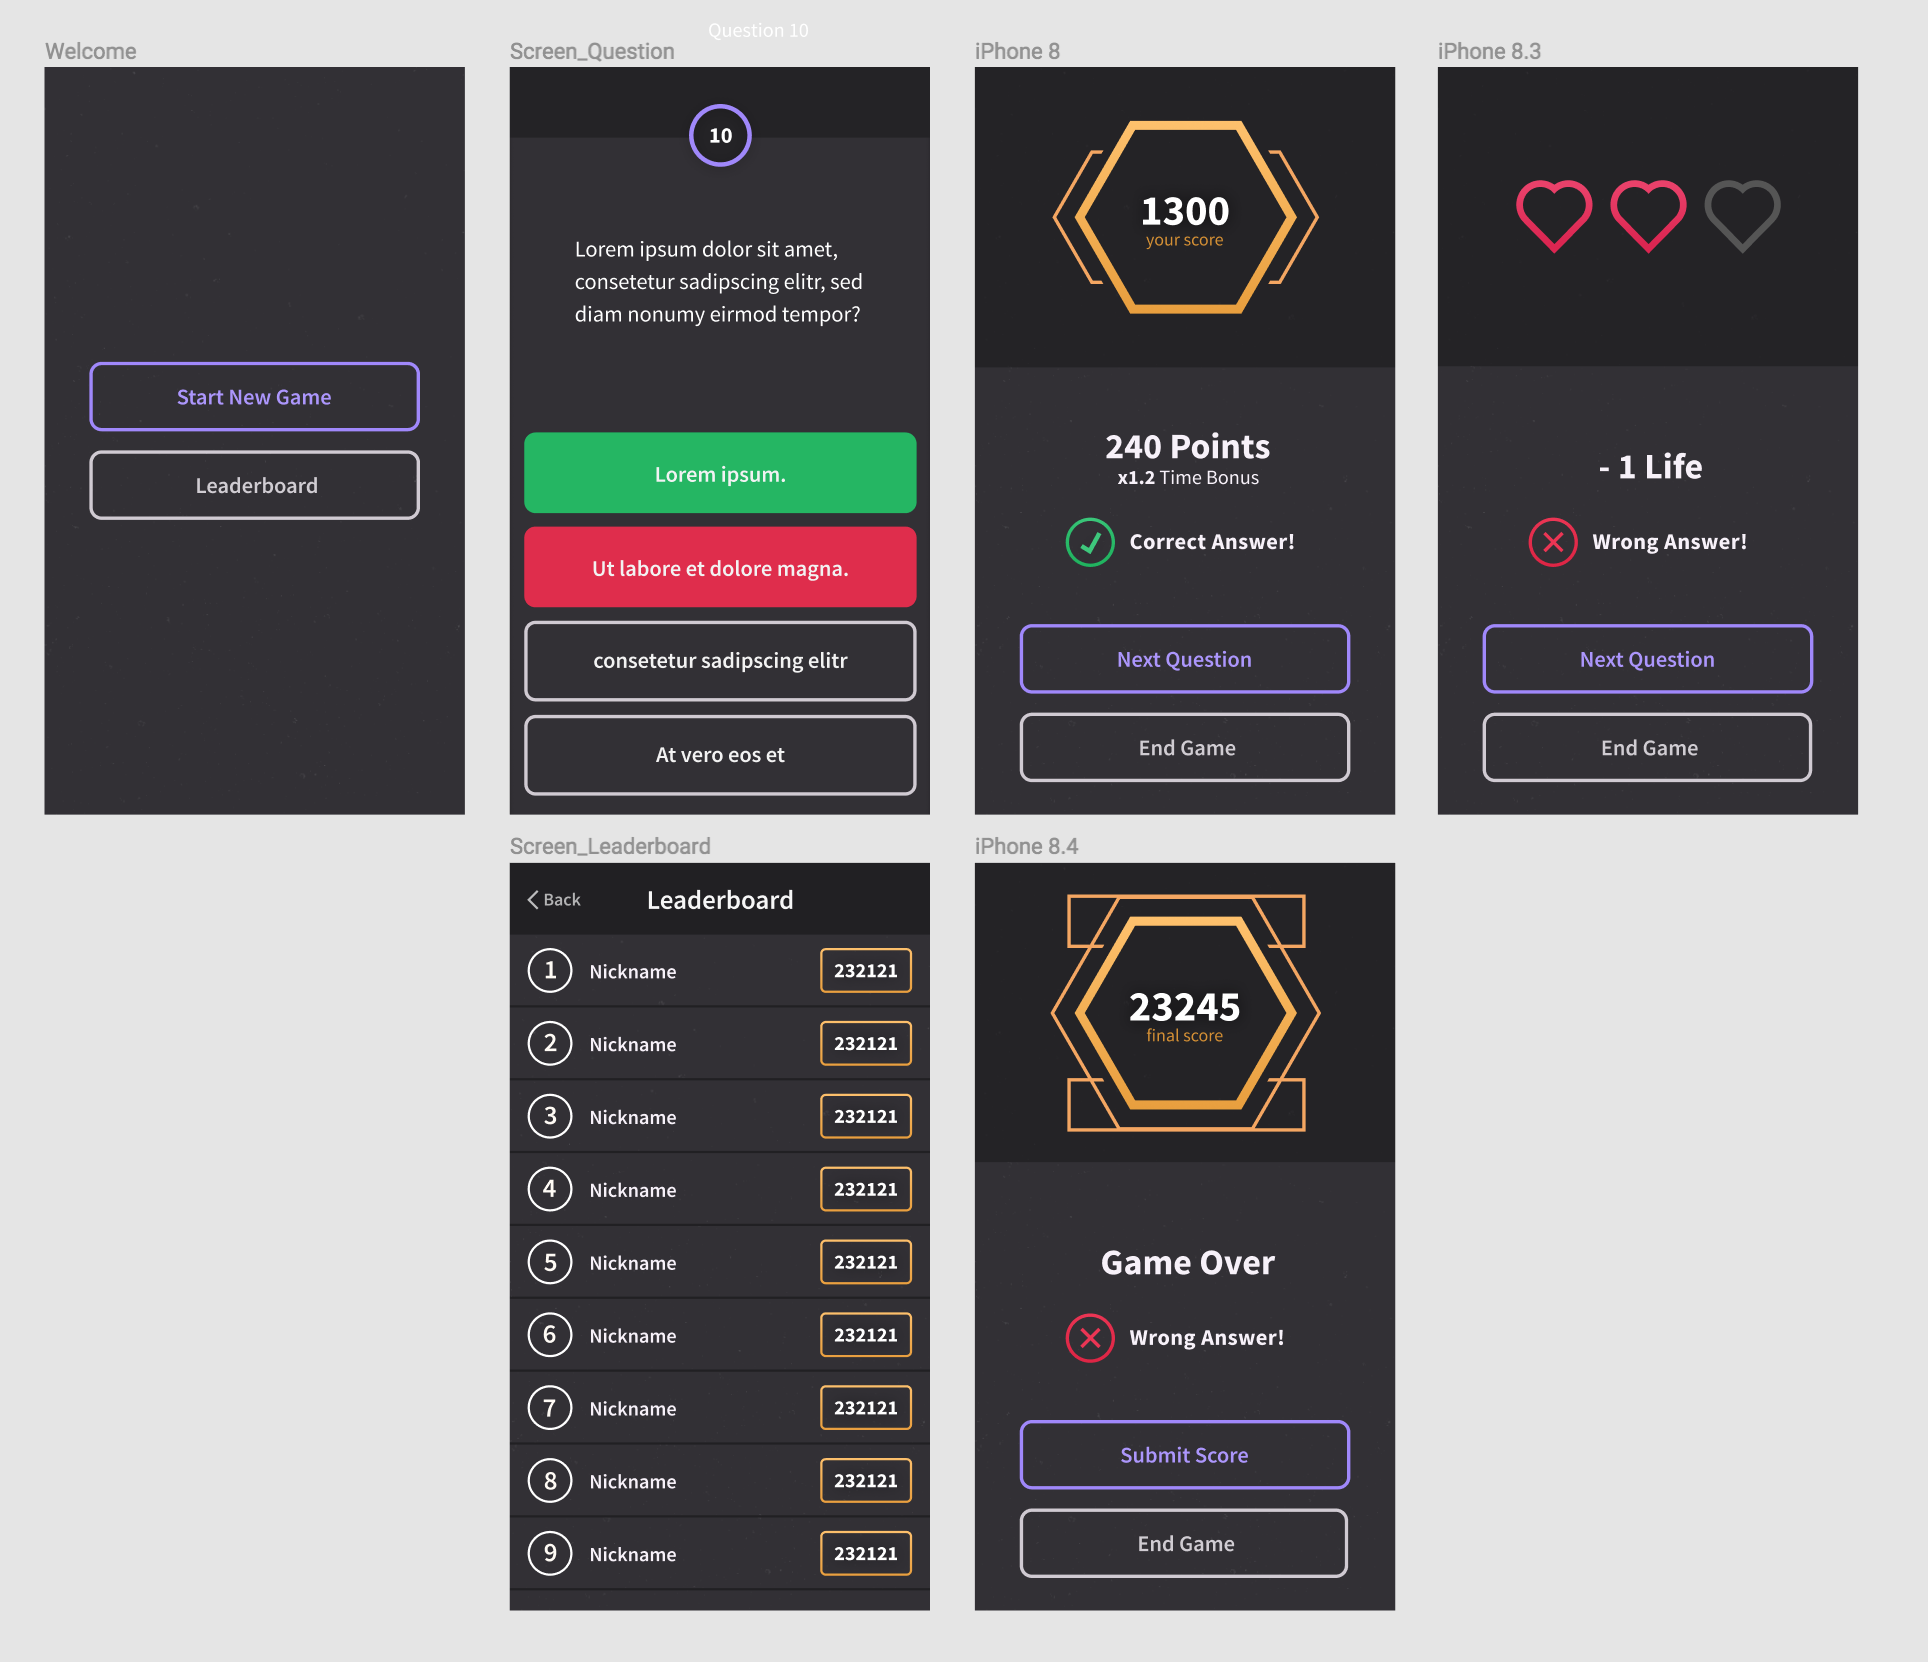 Question 10
Welcome
Start New Game
Leaderboard
Screen_Question
10
Lorem ipsum dolor sit amet,
consetetur sadipscing elitr, sed
diam nonumy eirmod tempor?
Lorem ipsum.
Ut labore et dolore magna.
consetetur sadipscing elitr
At vero eos et
iPhone 8
1300
your score
240 Points
x1.2 Time Bonus
Correct Answer!
Next Question
End Game
iPhone 8.3
- 1 Life
Wrong Answer!
Next Question
End Game
Screen_Leaderboard
Back Leaderboard
1 Nickname 232121
2 Nickname 232121
3 Nickname 232121
4 Nickname 232121
5 Nickname 232121
6 Nickname 232121
7 Nickname 232121
8 Nickname 232121
9 Nickname 232121
iPhone 8.4
23245
final score
Game Over
Wrong Answer!
Submit Score
End Game